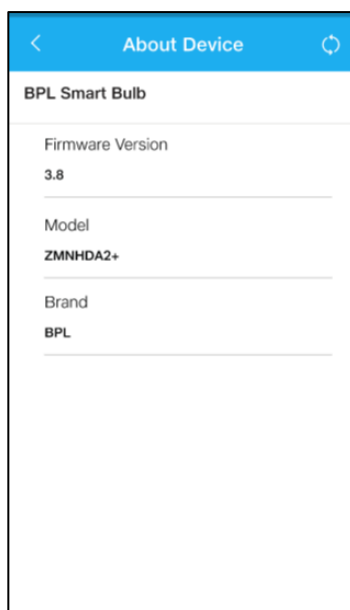 About Device
BPL Smart Bulb
Firmware Version
3.8
Model
ZMNHDA2+
Brand
BPL